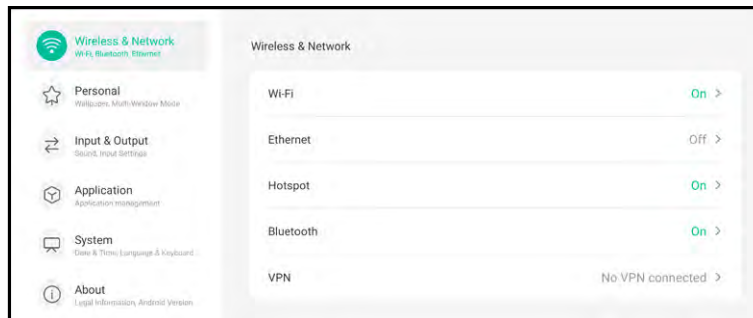 Wireless & Network
Wi-Fi, Bluetooth, Ethernet
Personal
Wallpaper, Multi-Window Mode
Input & Output
Sound, Input Settings
Application
Application management
System
Date & Time, Language & Keyboard
About
Legal Information, Android Version
Wireless & Network
Wi-Fi On
Ethernet Off
Hotspot On
Bluetooth On
VPN No VPN connected